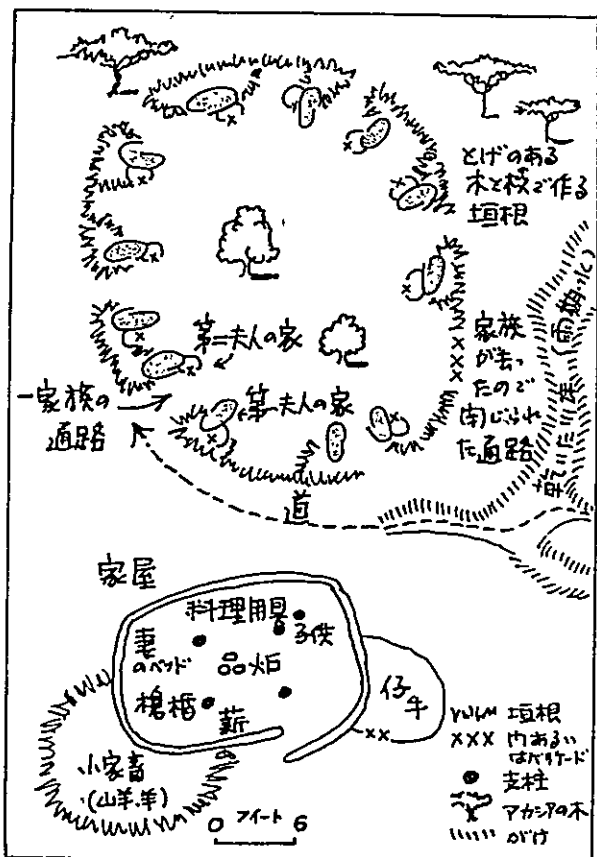 とげのある
木と枝で作る
垣根
第二夫人の家
家族
が去っ
たので
閉じられ
た通路
一家族の
通路
第一夫人の家
道
家屋
料理用具
子供
妻
のベッド
炉
槍楯
薪
仔牛
小家畜
(山羊、羊)
0 フィート 6
垣根
××× 門あるい
はバリケード
支柱
アカシアの木
がけ